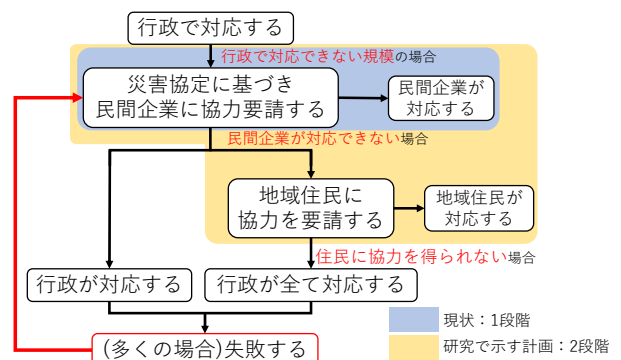 行政で対応する
行政で対応できない規模の場合
災害協定に基づき
民間企業に協力要請する
民間企業が
対応する
民間企業が対応できない場合
地域住民に
協力を要請する
地域住民が
対応する
住民に協力を得られない場合
行政が対応する
行政が全て対応する
(多くの場合)失敗する
現状：1段階
研究で示す計画：2段階